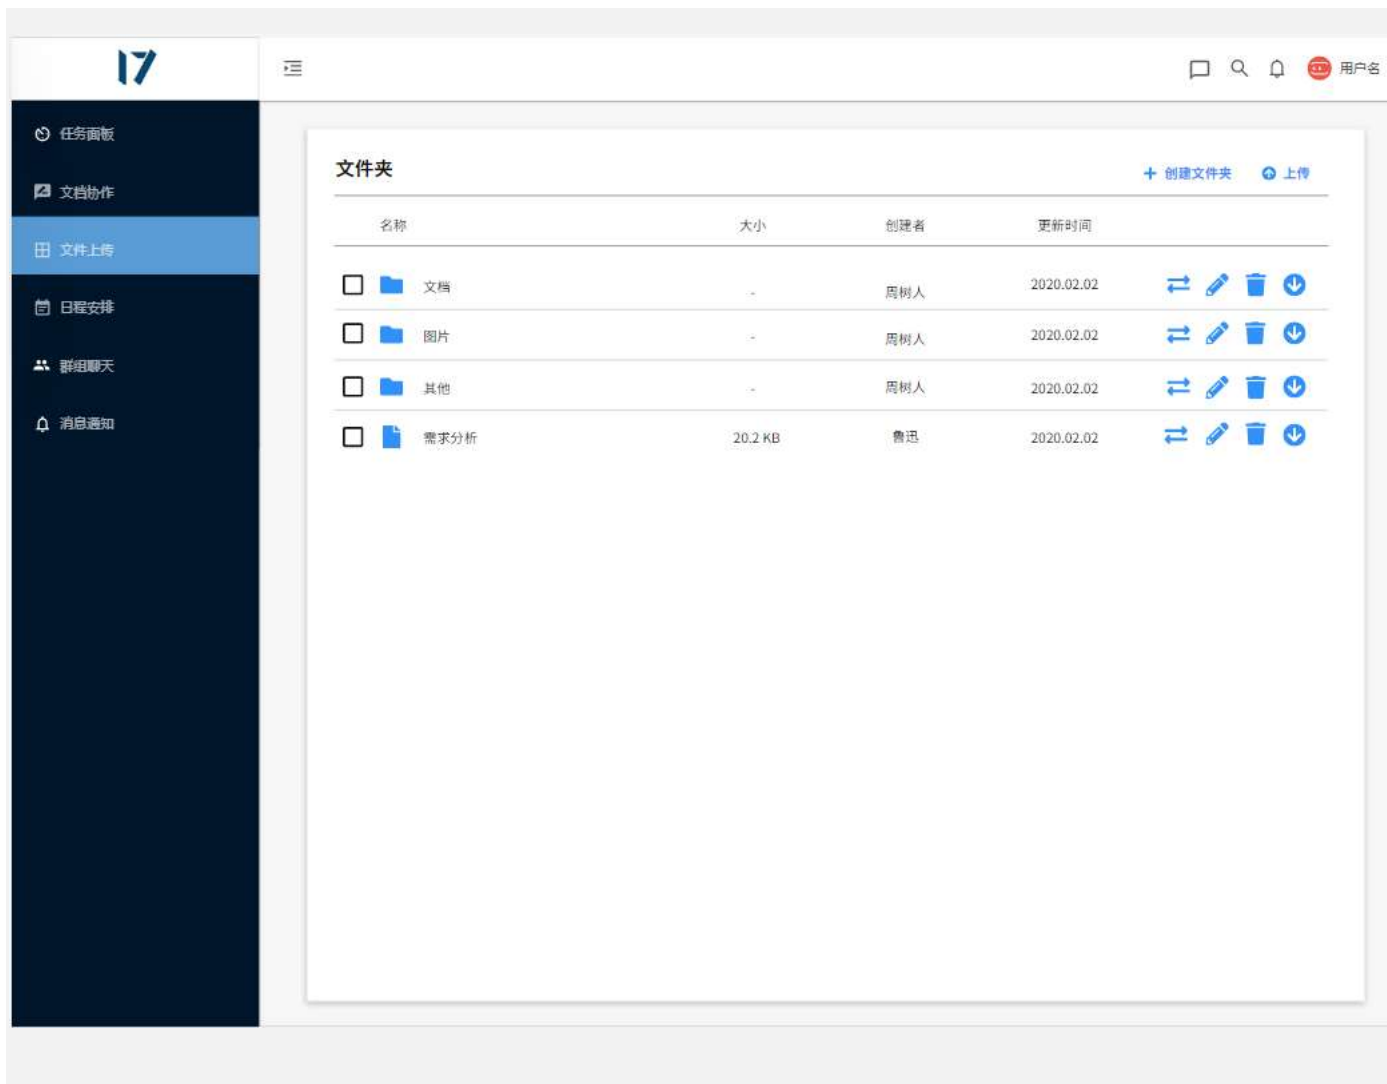 17
用户名
任务面板
文档协作
文件上传
日程安排
群组聊天
消息通知
文件夹 创建文件夹 上传
名称 大小 创建者 更新时间
文档 - 周树人 2020.02.02
图片 - 周树人 2020.02.02
其他 - 周树人 2020.02.02
需求分析 20.2 KB 鲁迅 2020.02.02